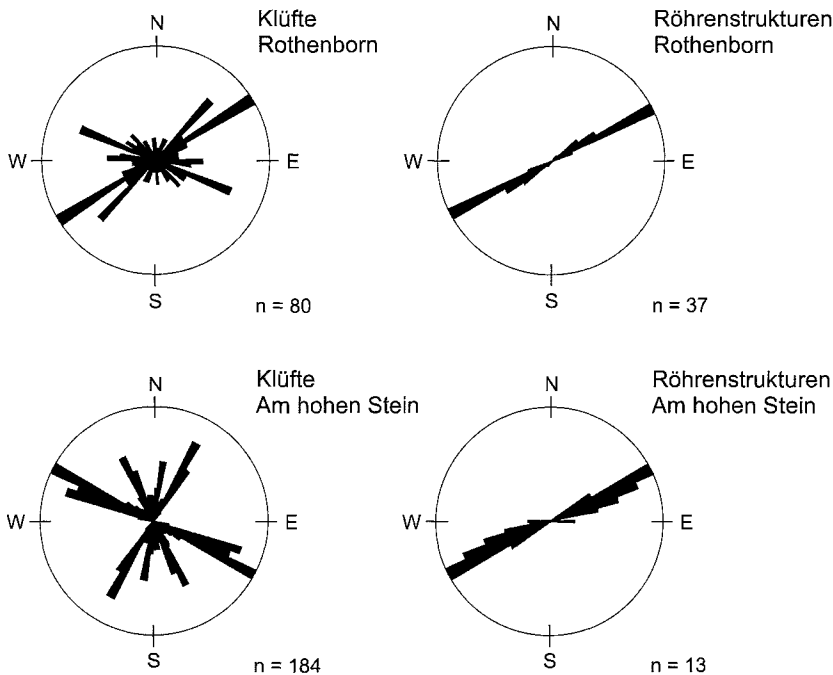 Klüfte
Rothenborn
N
W
E
S
n = 80
Röhrenstrukturen
Rothenborn
N
W
E
S
n = 37
Klüfte
Am hohen Stein
N
W
E
S
n = 184
Röhrenstrukturen
Am hohen Stein
N
W
E
S
n = 13